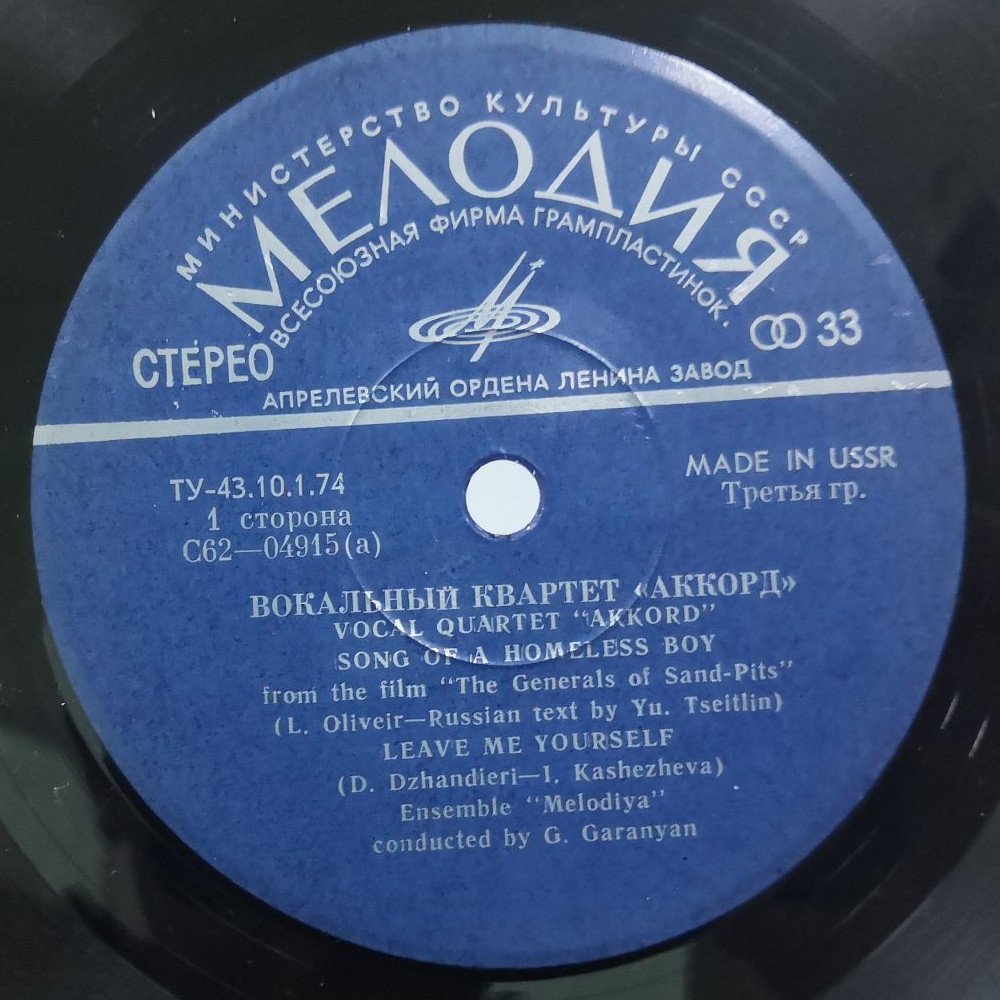 МИНИСТЕРСТВО КУЛЬТУРЫ СССР
МЕЛОДИЯ
ВСЕСОЮЗНАЯ ФИРМА ГРАМПЛАСТИНОК.
СТЕРЕО
33
АПРЕЛЕВСКИЙ ОРДЕНА ЛЕНИНА ЗАВОД
ТУ-43.10.1.74
1 сторона
С62—04915(а)
MADE IN USSR
Третья гр.
ВОКАЛЬНЫЙ КВАРТЕТ «АККОРД»
VOCAL QUARTET "AKKORD"
SONG OF A HOMELESS BOY
from the film "The Generals of Sand-Pits"
(L. Oliveir—Russian text by Yu. Tseitlin)
LEAVE ME YOURSELF
(D. Dzhandieri—I. Kashezheva)
Ensemble "Melodiya"
conducted by G. Garanyan